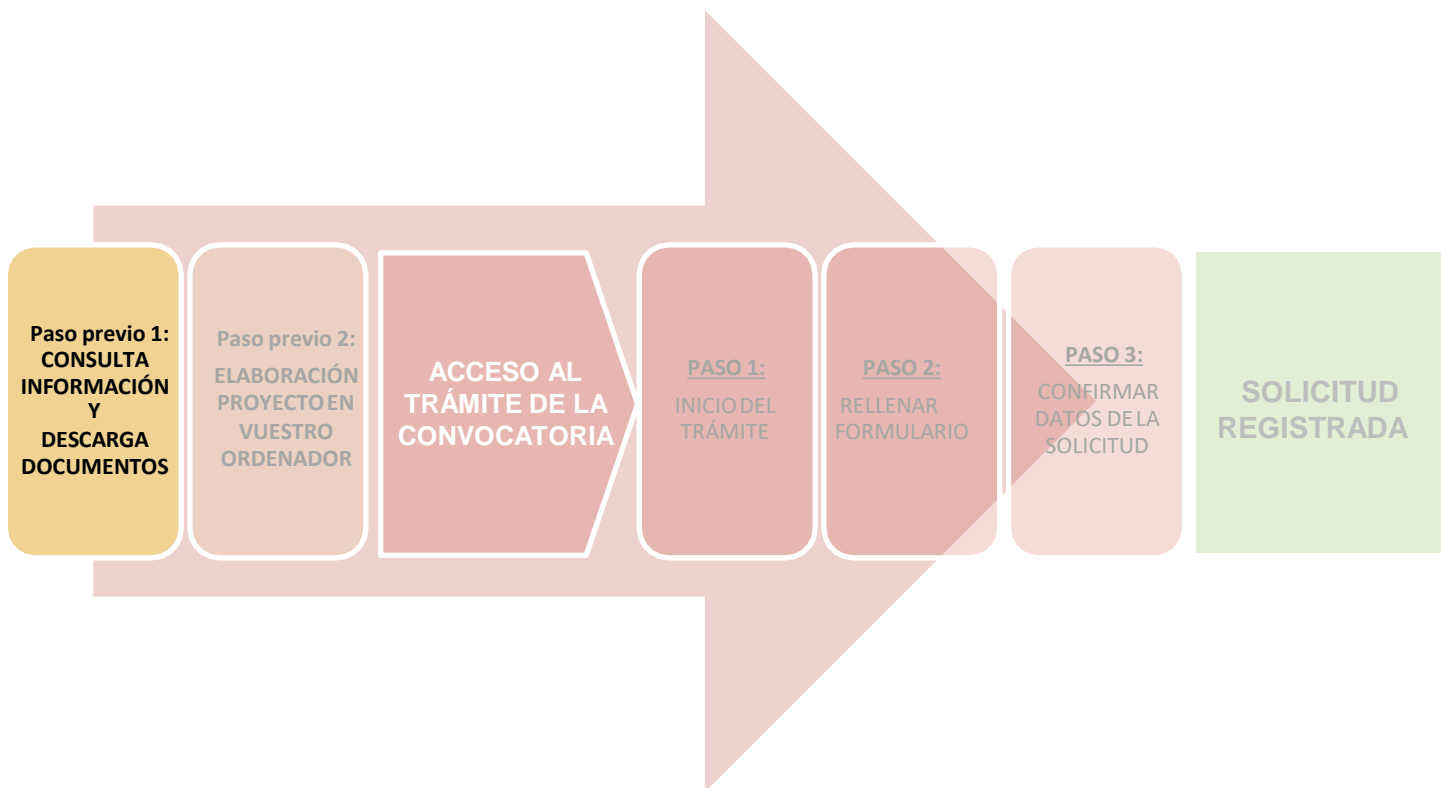 Paso previo 1:
CONSULTA
INFORMACIÓN
Y
DESCARGA
DOCUMENTOS
Paso previo 2:
ELABORACIÓN
PROYECTO EN
VUESTRO
ORDENADOR
ACCESO AL
TRÁMITE DE LA
CONVOCATORIA
PASO 1:
INICIO DEL
TRÁMITE
PASO 2:
RELLENAR
FORMULARIO
PASO 3:
CONFIRMAR
DATOS DE LA
SOLICITUD
SOLICITUD
REGISTRADA